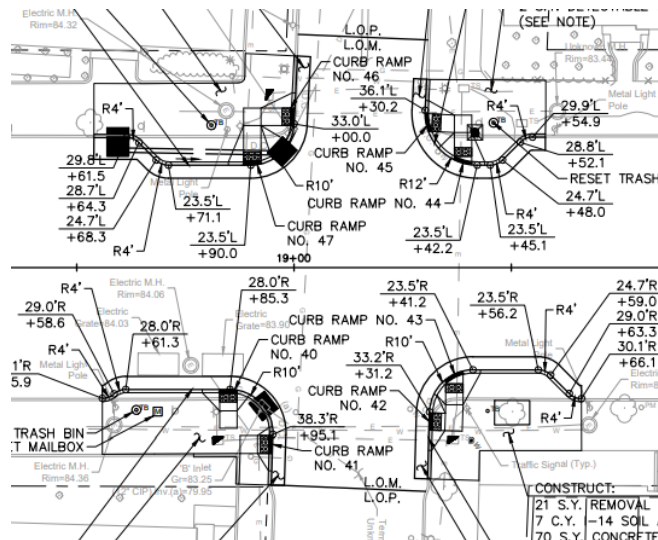 Electric M.H.
Rim=84.32
L.O.P.
L.O.M.
(SEE NOTE)
CURB RAMP
NO. 46
36.1'L
+30.2
Metal Light
Pole
R4'
TB
R4'
29.9'L
+54.9
33.0'L
+00.0
CURB RAMP
NO. 45
28.8'L
+52.1
29.8'L
+61.5
28.7'L
+64.3
Metal Light
Pole
R10'
R12'
CURB RAMP NO. 44
RESET TRASH
24.7'L
+68.3
23.5'L
+71.1
24.7'L
+48.0
R4'
23.5'L
+90.0
CURB RAMP
NO. 47
23.5'L
+42.2
23.5'L
+45.1
R4'
19+00
Electric M.H.
Rim=84.06
28.0'R
+85.3
23.5'R
+41.2
23.5'R
+56.2
24.7'R
+59.0
R4'
29.0'R
+58.6
28.0'R
+61.3
Electric
Grate=84.03
Electric
Grate=83.90
CURB RAMP NO. 43
R4'
29.0'R
+63.3
CURB RAMP
NO. 40
R10'
R10'
Metal Light
30.1'R
+66.1
1'R
5.9
R4'
Metal Light
Pole
33.2'R
+31.2
CURB RAMP
NO. 42
R4'
TB
M
TRASH BIN
ET MAILBOX
38.3'R
+95.1
CURB RAMP
NO. 41
Electric M.H.
Rim=84.36
'B' Inlet
Gr=83.25
Traffic Signal (Typ.)
L.O.M.
L.O.P.
CONSTRUCT:
21 S.Y. REMOVAL
7 C.Y. I-14 SOIL
70 S.Y. CONCRETE